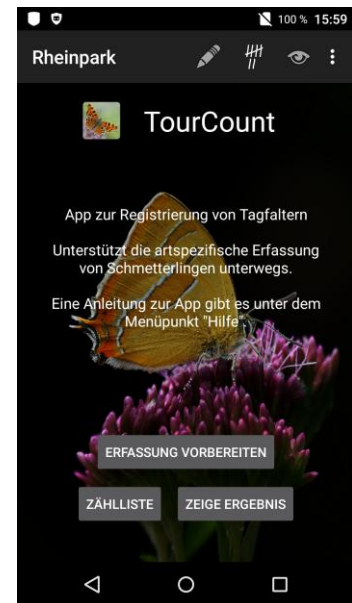 100 % 15:59
Rheinpark
TourCount
App zur Registrierung von Tagfaltern
Unterstützt die artspezifische Erfassung
von Schmetterlingen unterwegs.
Eine Anleitung zur App gibt es unter dem
Menüpunkt "Hilfe".
ERFASSUNG VORBEREITEN
ZÄHLLISTE ZEIGE ERGEBNIS